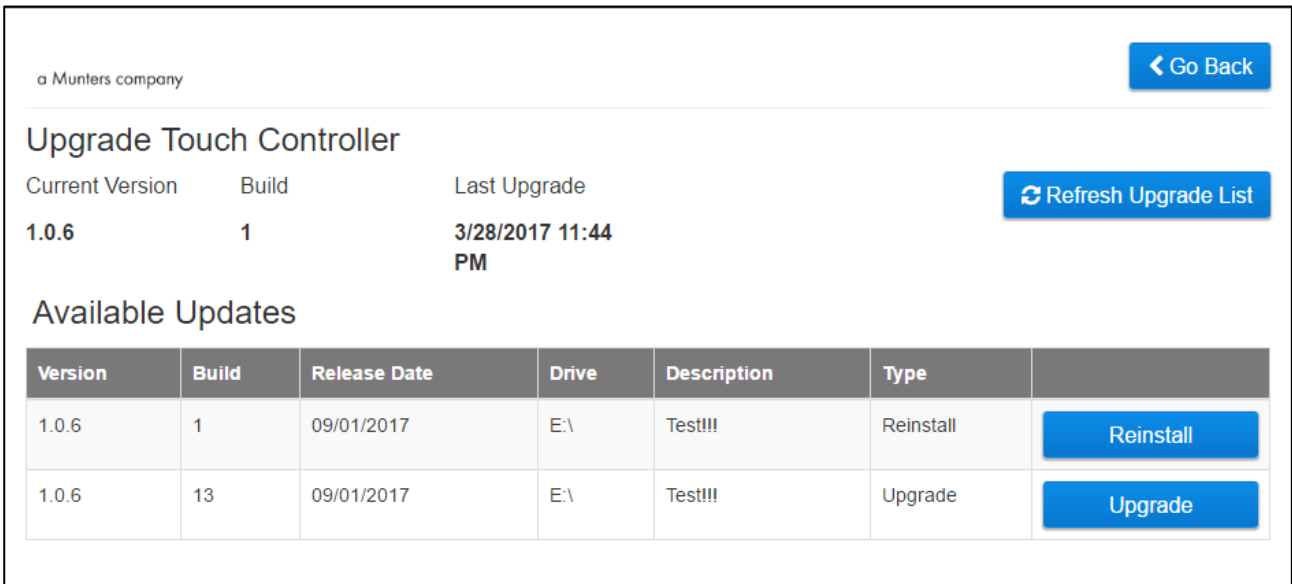 a Munters company
Go Back
Upgrade Touch Controller
Current Version Build Last Upgrade
Refresh Upgrade List
1.0.6 1 3/28/2017 11:44
PM
Available Updates
Version Build Release Date Drive Description Type
1.0.6 1 09/01/2017 E:\ Test!!! Reinstall Reinstall
1.0.6 13 09/01/2017 E:\ Test!!! Upgrade Upgrade